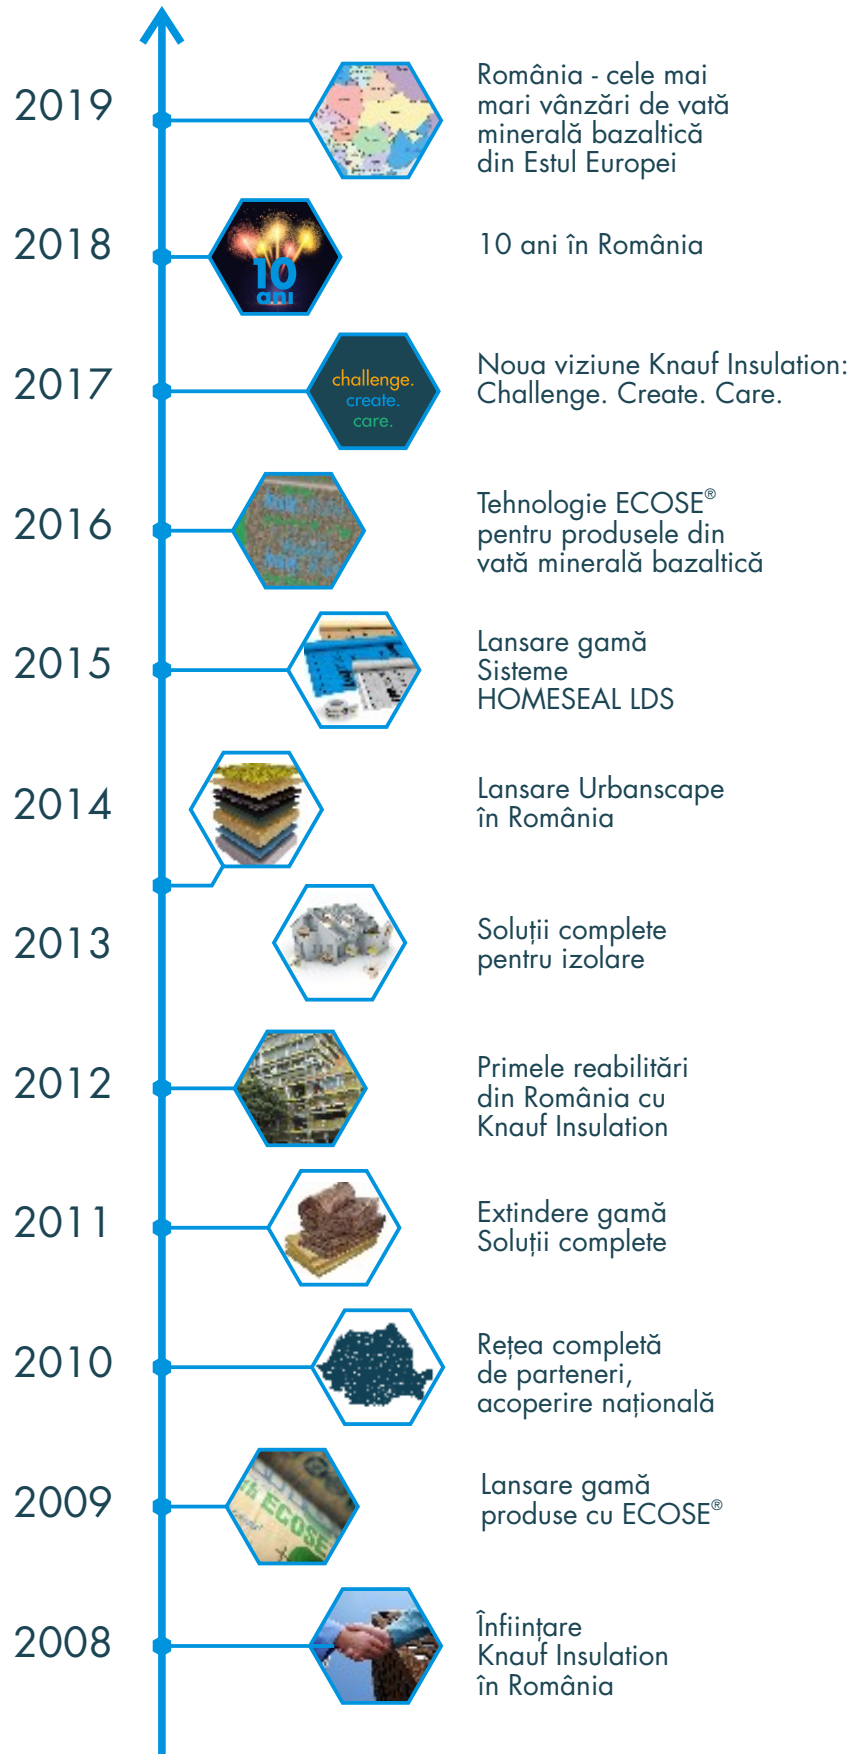 2019
România - cele mai
mari vânzări de vată
minerală bazaltică
din Estul Europei
2018
10
ani
10 ani în România
2017
challenge.
create.
care.
Noua viziune Knauf Insulation:
Challenge. Create. Care.
2016
Tehnologie ECOSE®
pentru produsele din
vată minerală bazaltică
2015
Lansare gamă
Sisteme
HOMESEAL LDS
2014
Lansare Urbanscape
în România
2013
Soluții complete
pentru izolare
2012
Primele reabilitări
din România cu
Knauf Insulation
2011
Extindere gamă
Soluții complete
2010
Rețea completă
de parteneri,
acoperire națională
2009
ECOSE
Lansare gamă
produse cu ECOSE®
2008
Înființare
Knauf Insulation
în România